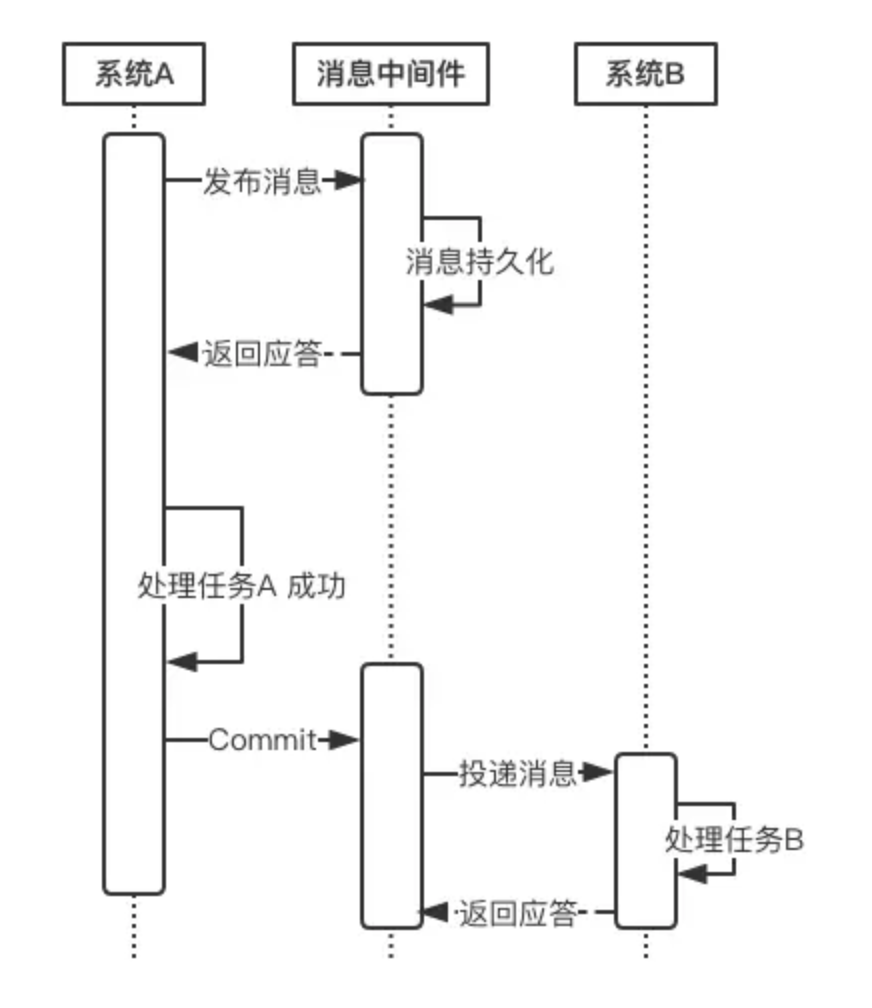 系统A
消息中间件
系统B
发布消息
消息持久化
返回应答
处理任务A 成功
Commit
投递消息
处理任务B
返回应答